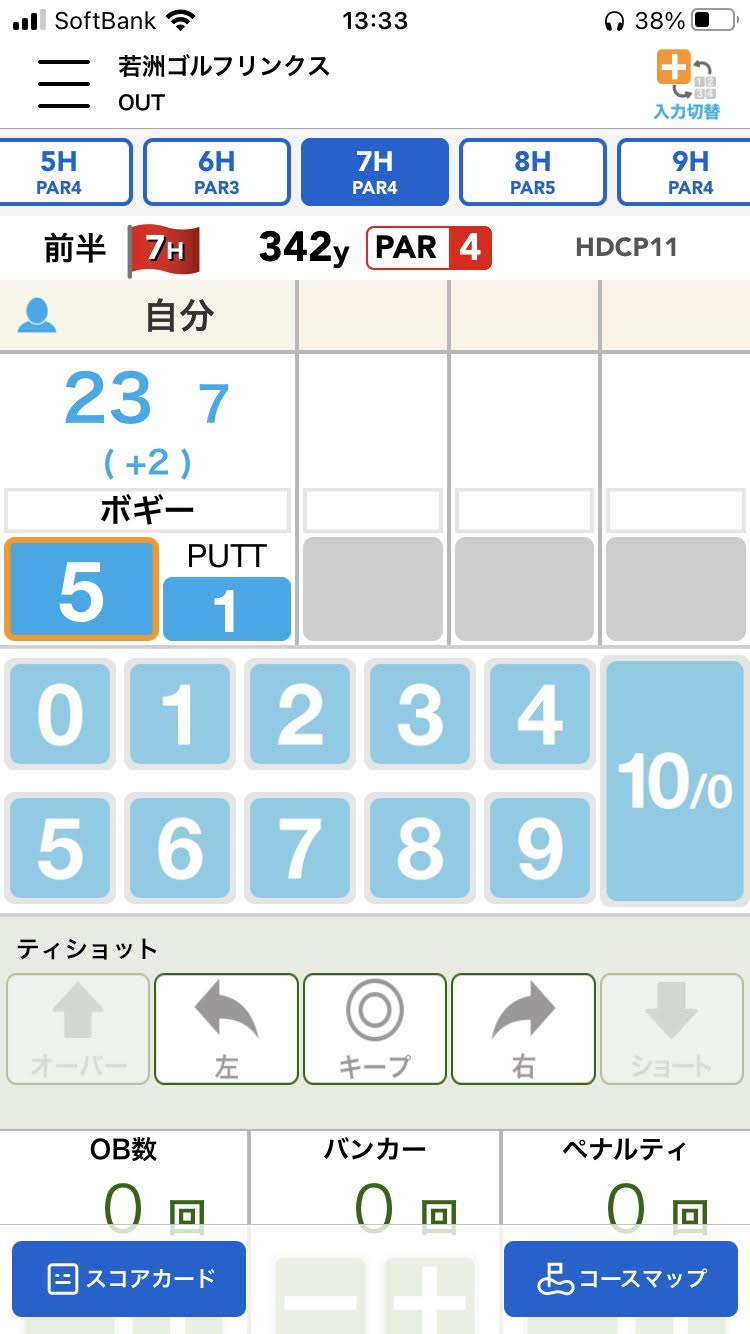 SoftBank 13:33 38%
若洲ゴルフリンクス
OUT
入力切替
5H 6H 7H 8H 9H
PAR4 PAR3 PAR4 PAR5 PAR4
前半 7H 342y PAR 4 HDCP11
自分
23 7
( +2 )
ボギー
5 PUTT 1
0 1 2 3 4
10/0
5 6 7 8 9
ティショット
オーバー 左 キープ 右 ショート
OB数 バンカー ペナルティ
0回 0回 0回
スコアカード コースマップ